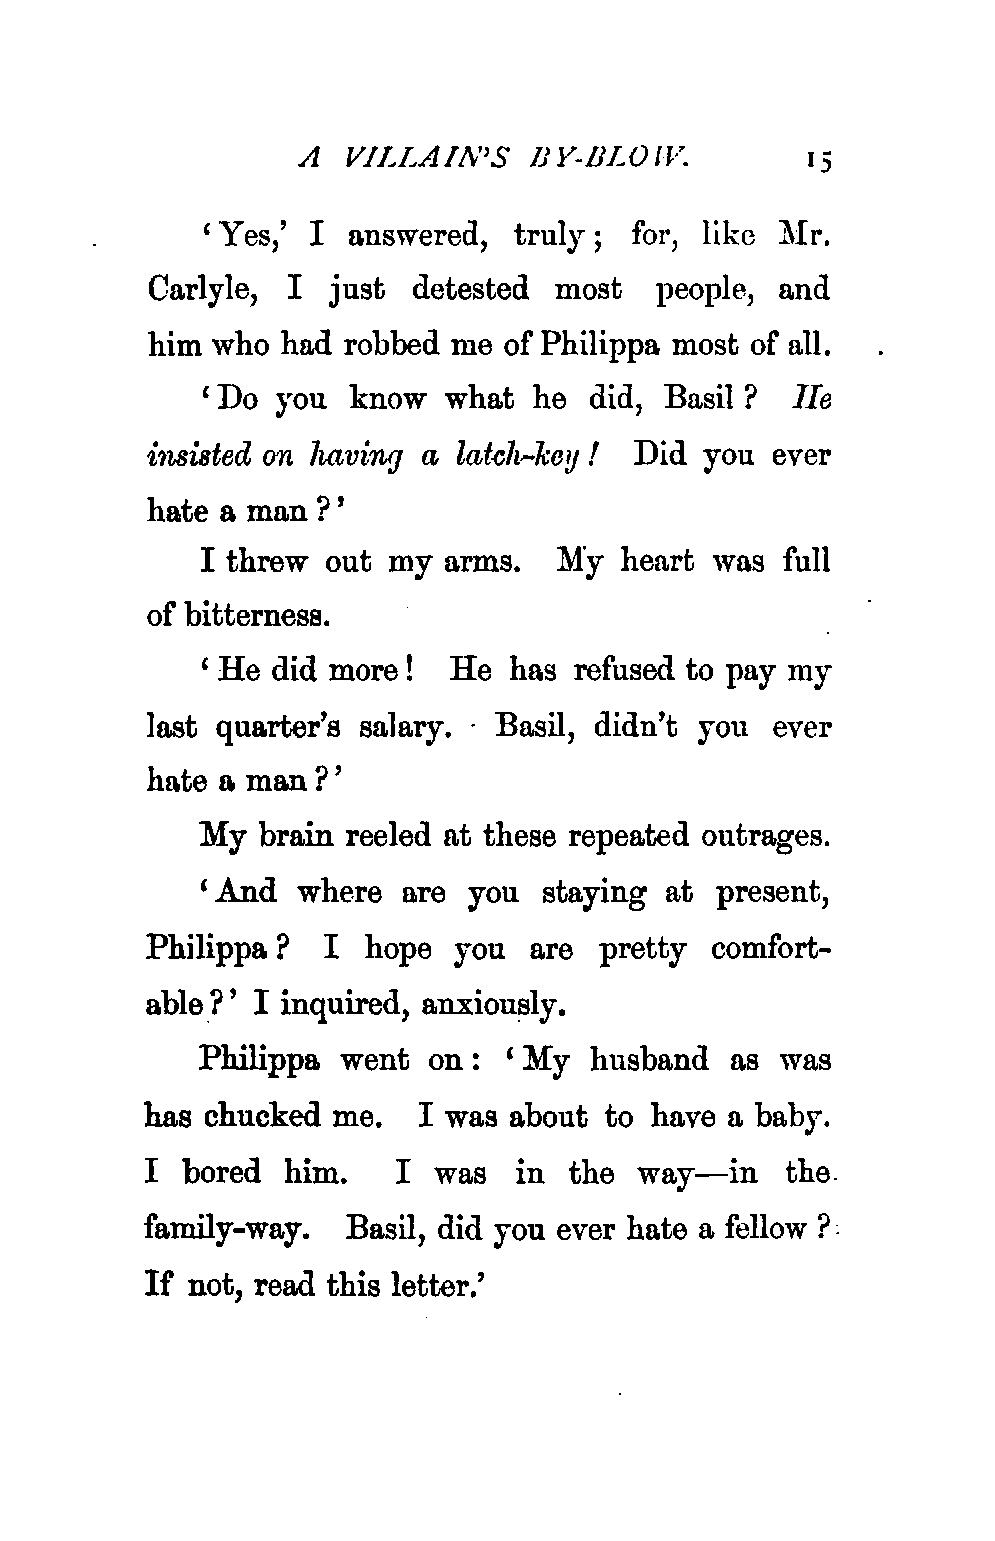 A VILLAIN'S BY-BLOW. 15
‘Yes,’ I answered, truly; for, like Mr.
Carlyle, I just detested most people, and
him who had robbed me of Philippa most of all.
‘Do you know what he did, Basil? He
insisted on having a latch-key! Did you ever
hate a man?’
I threw out my arms. My heart was full
of bitterness.
‘He did more! He has refused to pay my
last quarter's salary. Basil, didn't you ever
hate a man?’
My brain reeled at these repeated outrages.
‘And where are you staying at present,
Philippa? I hope you are pretty comfort-
able?’ I inquired, anxiously.
Philippa went on: ‘My husband as was
has chucked me. I was about to have a baby.
I bored him. I was in the way—in the
family-way. Basil, did you ever hate a fellow?
If not, read this letter.’